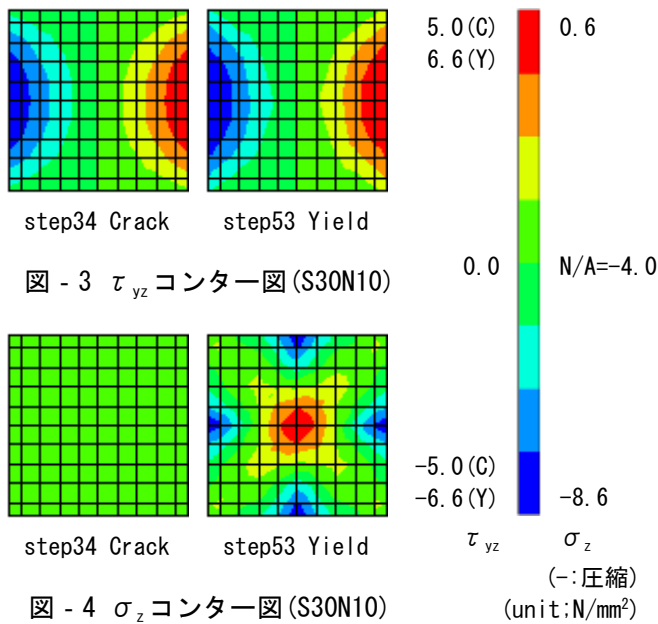 step34 Crack
step53 Yield
図 - 3 τyz コンター図(S30N10)
step34 Crack
step53 Yield
図 - 4 σz コンター図(S30N10)
5.0(C) 0.6
6.6(Y)
0.0 N/A=-4.0
-5.0(C)
-6.6(Y) -8.6
τyz σz
(-:圧縮)
(unit;N/mm²)